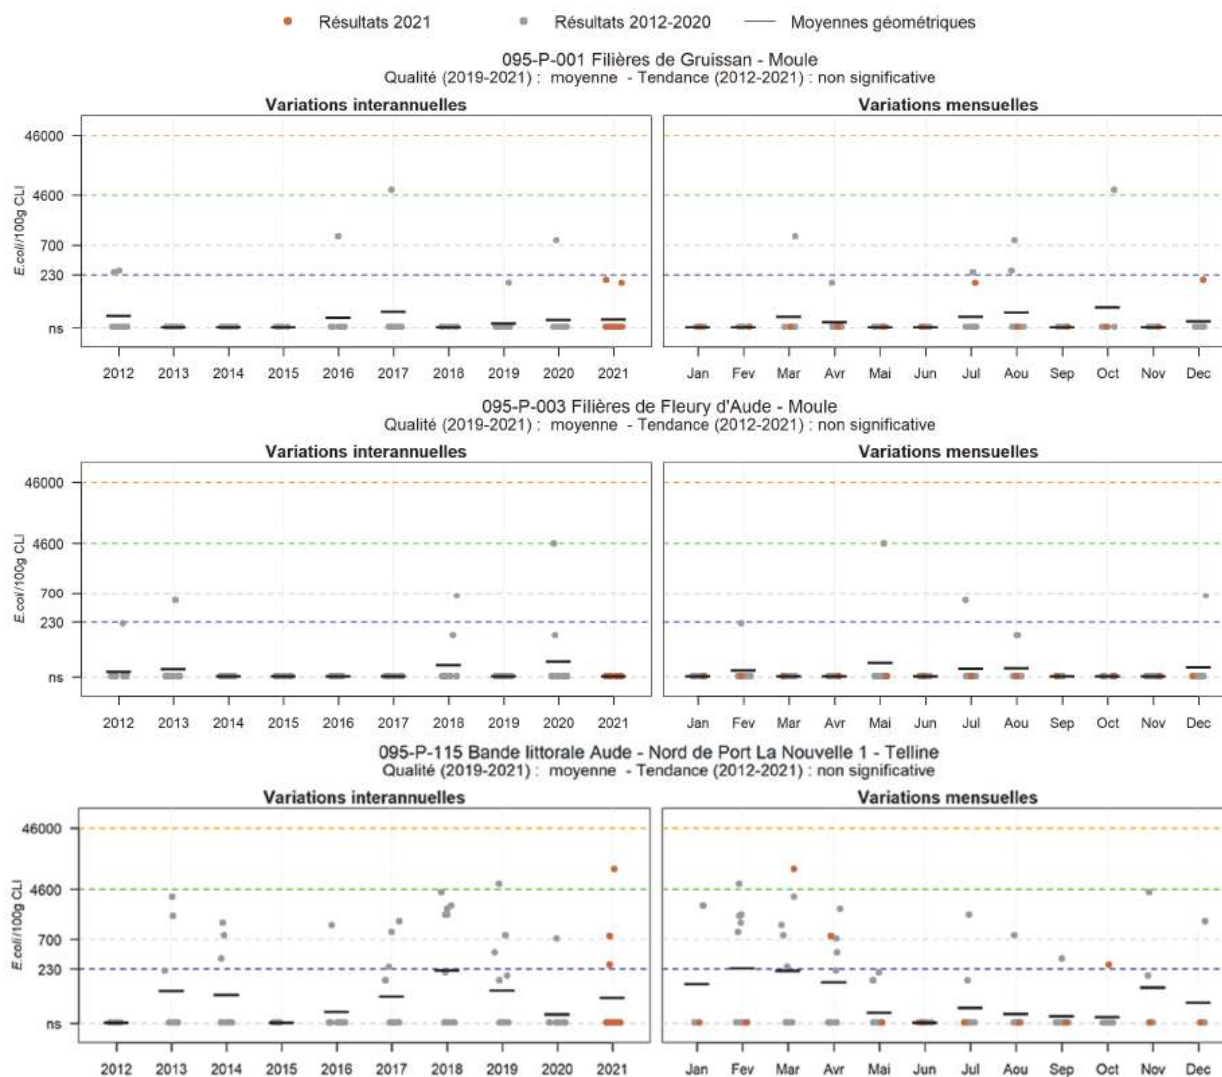 Résultats 2021 Résultats 2012-2020 Moyennes géométriques
095-P-001 Filières de Gruissan - Moule
Qualité (2019-2021) : moyenne - Tendance (2012-2021) : non significative
Variations interannuelles Variations mensuelles
E.coli/100g CLI
46000
4600
700
230
ns
2012 2013 2014 2015 2016 2017 2018 2019 2020 2021 Jan Fev Mar Avr Mai Jun Jul Aou Sep Oct Nov Dec
095-P-003 Filières de Fleury d'Aude - Moule
Qualité (2019-2021) : moyenne - Tendance (2012-2021) : non significative
Variations interannuelles Variations mensuelles
E.coli/100g CLI
46000
4600
700
230
ns
2012 2013 2014 2015 2016 2017 2018 2019 2020 2021 Jan Fev Mar Avr Mai Jun Jul Aou Sep Oct Nov Dec
095-P-115 Bande littorale Aude - Nord de Port La Nouvelle 1 - Telline
Qualité (2019-2021) : moyenne - Tendance (2012-2021) : non significative
Variations interannuelles Variations mensuelles
E.coli/100g CLI
46000
4600
700
230
ns
2012 2013 2014 2015 2016 2017 2018 2019 2020 2021 Jan Fev Mar Avr Mai Jun Jul Aou Sep Oct Nov Dec